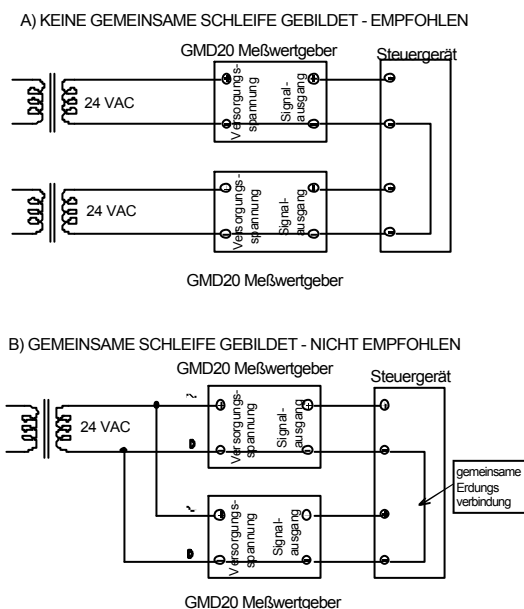 A) KEINE GEMEINSAME SCHLEIFE GEBILDET - EMPFOHLEN
GMD20 Meßwertgeber
Steuergerät
24 VAC
Versorgungs-
spannung
Signal-
ausgang
24 VAC
Versorgungs-
spannung
Signal-
ausgang
GMD20 Meßwertgeber
B) GEMEINSAME SCHLEIFE GEBILDET - NICHT EMPFOHLEN
GMD20 Meßwertgeber
Steuergerät
24 VAC
Versorgungs-
spannung
Signal-
ausgang
gemeinsame
Erdungs
verbindung
Versorgungs-
spannung
Signal-
ausgang
GMD20 Meßwertgeber